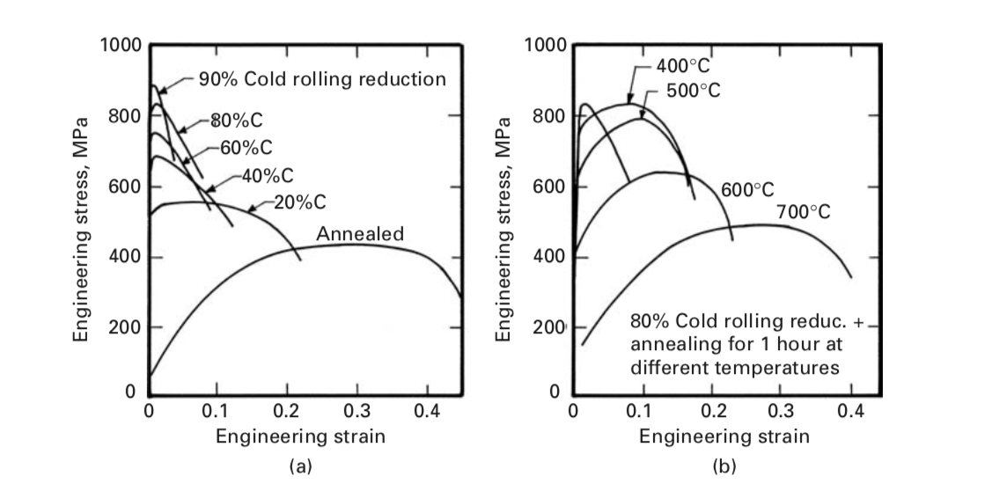 1000
800
600
400
200
0
Engineering stress, MPa
90% Cold rolling reduction
80%C
60%C
40%C
20%C
Annealed
0
0.1
0.2
0.3
0.4
Engineering strain
(a)
1000
800
600
400
200
0
Engineering stress, MPa
400°C
500°C
600°C
700°C
80% Cold rolling reduc. +
annealing for 1 hour at
different temperatures
0
0.1
0.2
0.3
0.4
Engineering strain
(b)